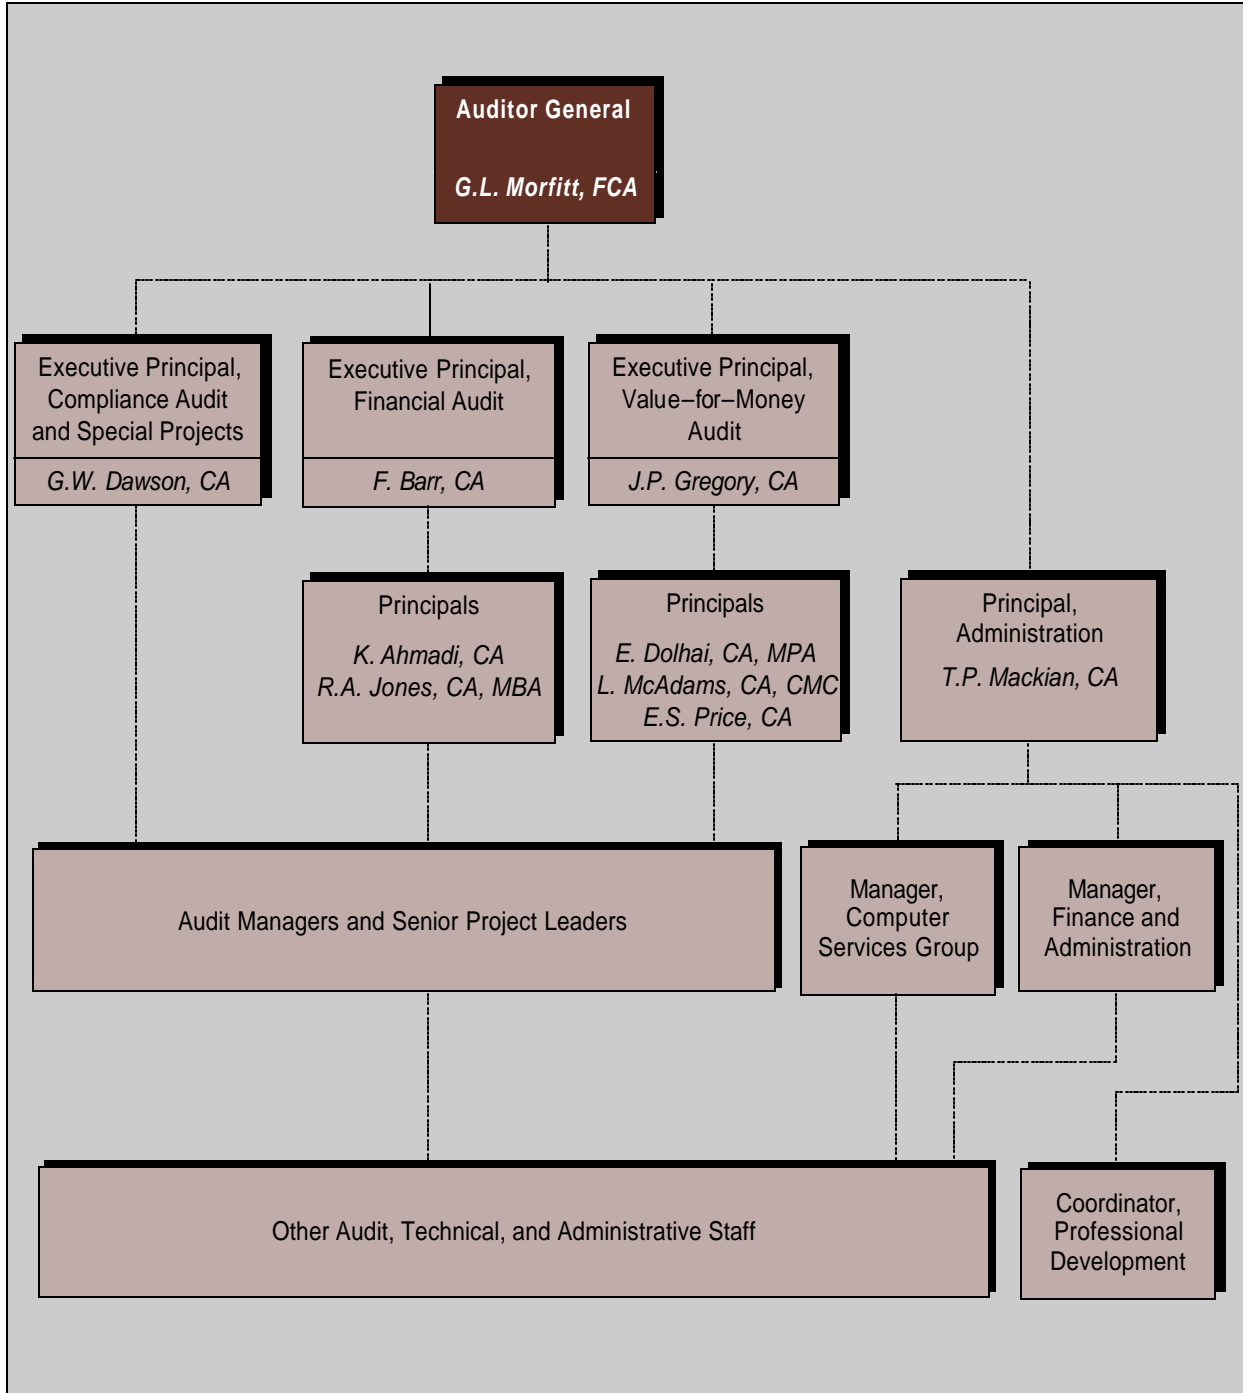 Auditor General
G.L. Morfitt, FCA
Executive Principal,
Compliance Audit
and Special Projects
G.W. Dawson, CA
Executive Principal,
Financial Audit
F. Barr, CA
Executive Principal,
Value–for–Money
Audit
J.P. Gregory, CA
Principals
K. Ahmadi, CA
R.A. Jones, CA, MBA
Principals
E. Dolhai, CA, MPA
L. McAdams, CA, CMC
E.S. Price, CA
Principal,
Administration
T.P. Mackian, CA
Audit Managers and Senior Project Leaders
Manager,
Computer
Services Group
Manager,
Finance and
Administration
Other Audit, Technical, and Administrative Staff
Coordinator,
Professional
Development